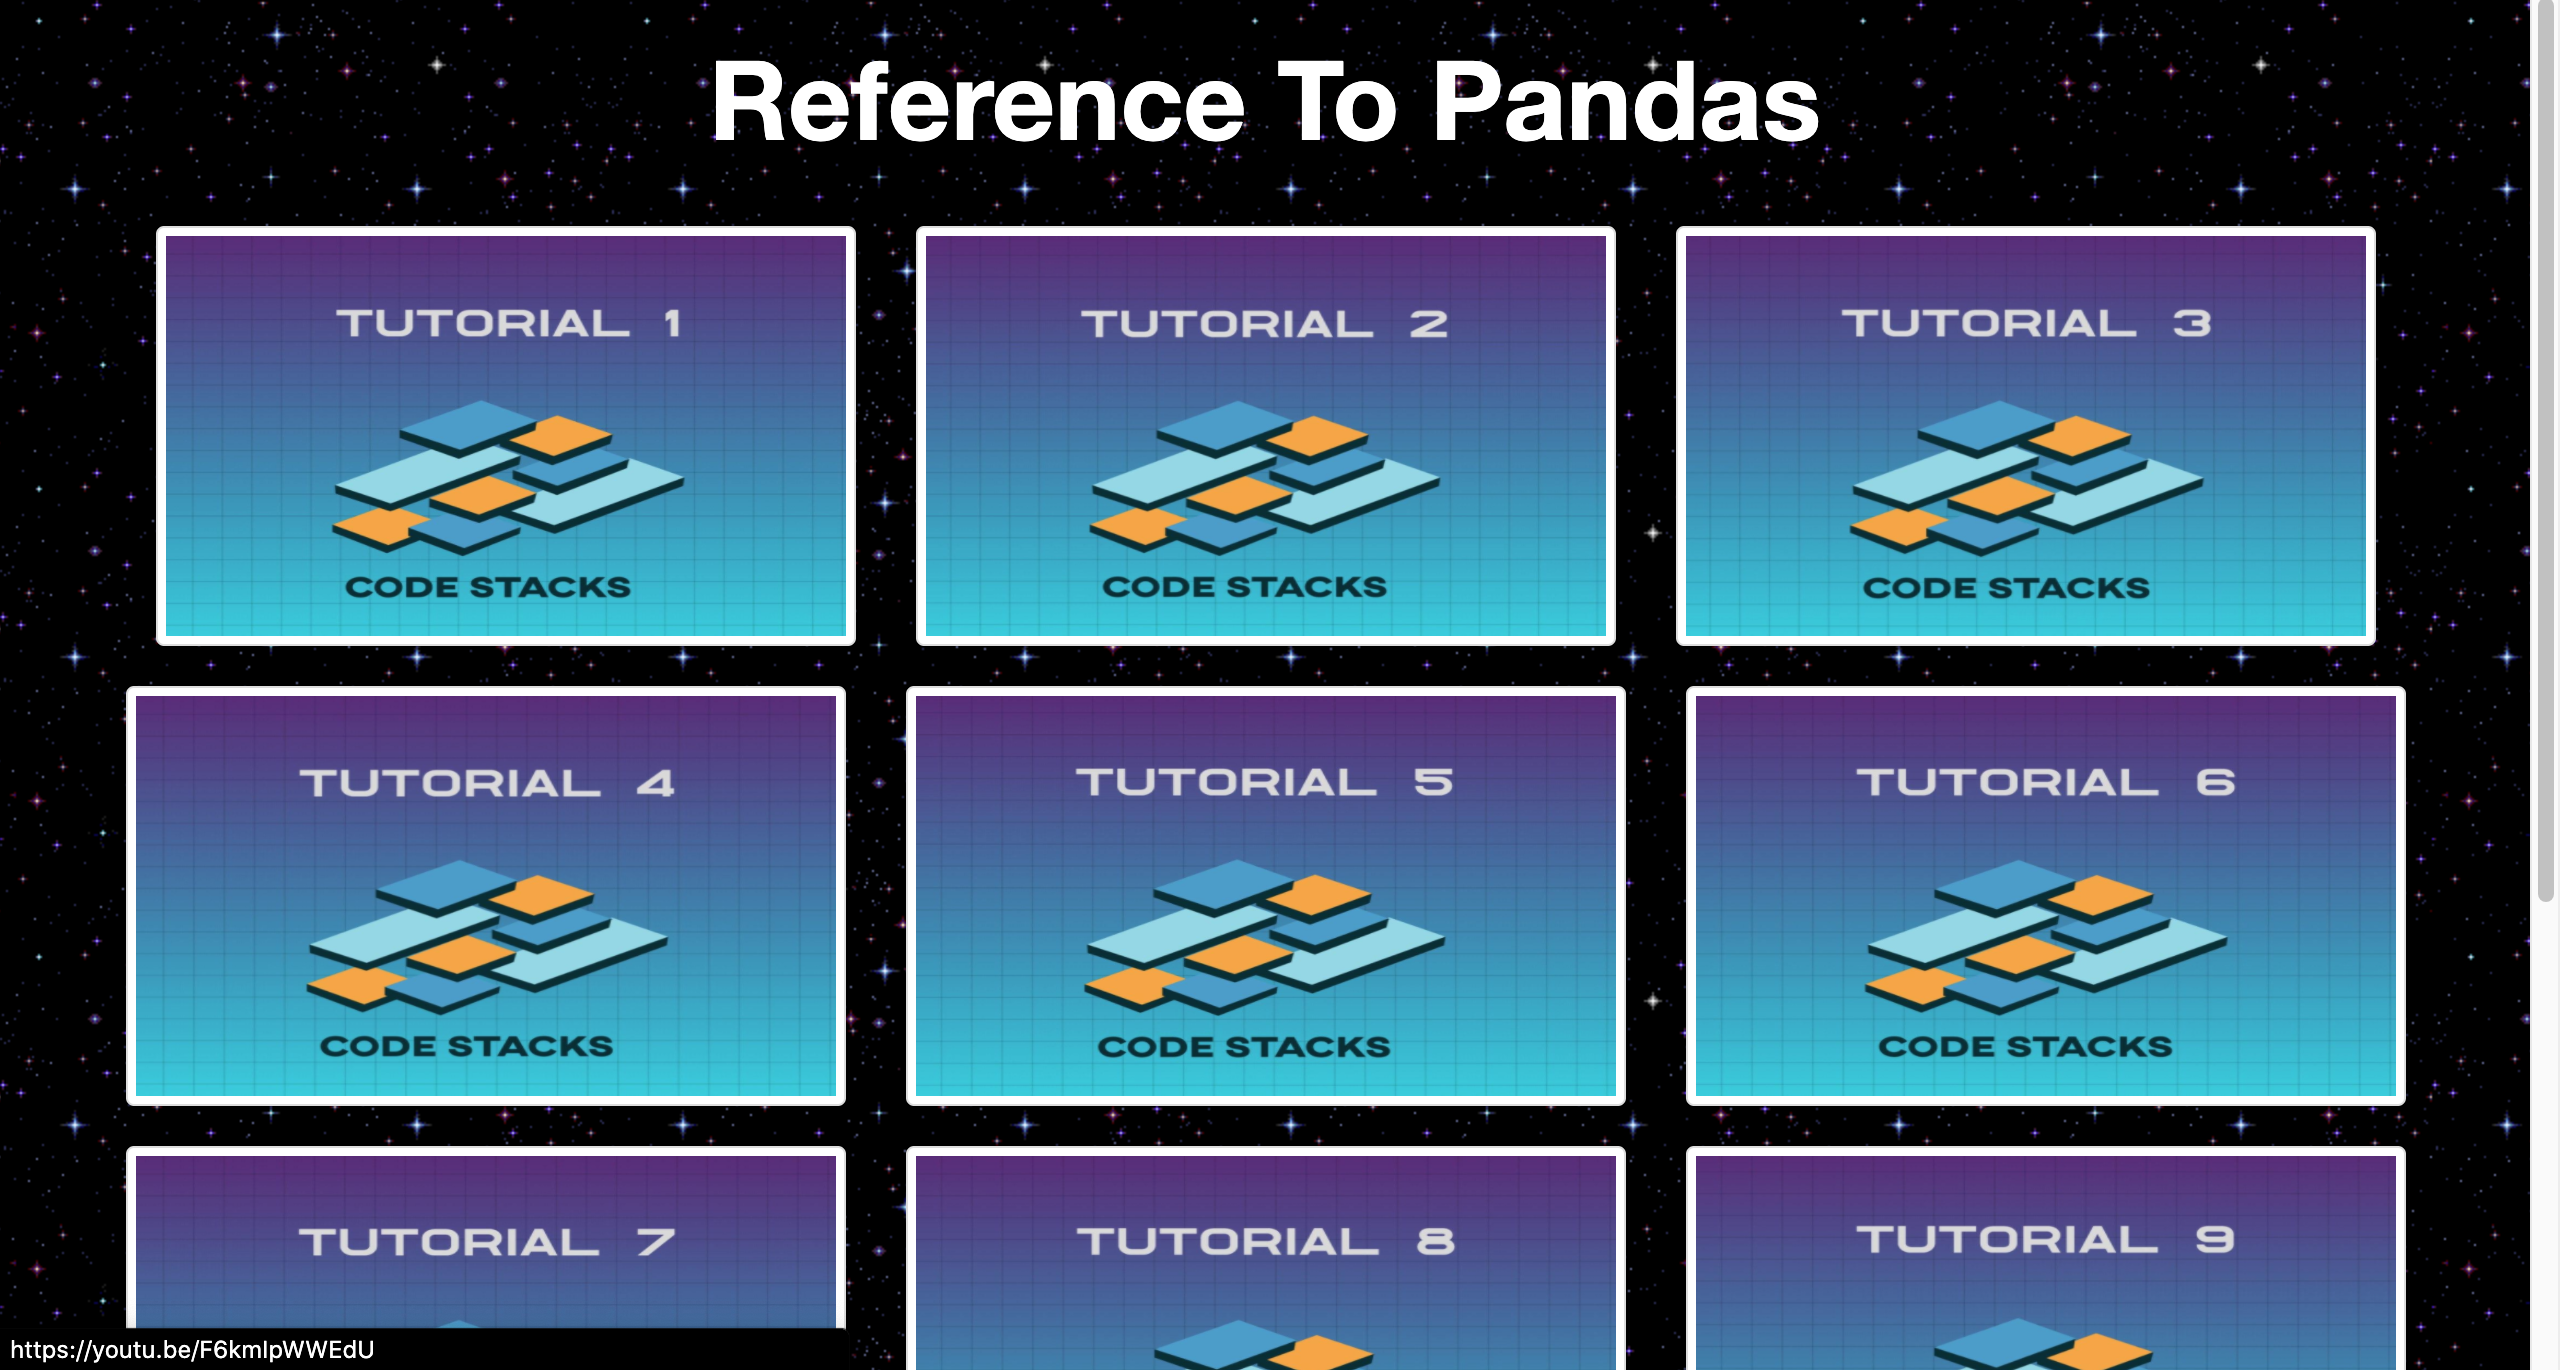 Reference To Pandas
TUTORIAL 1
CODE STACKS
TUTORIAL 2
CODE STACKS
TUTORIAL 3
CODE STACKS
TUTORIAL 4
CODE STACKS
TUTORIAL 5
CODE STACKS
TUTORIAL 6
CODE STACKS
TUTORIAL 7
TUTORIAL 8
TUTORIAL 9
https://youtu.be/F6kmIpWWEdU